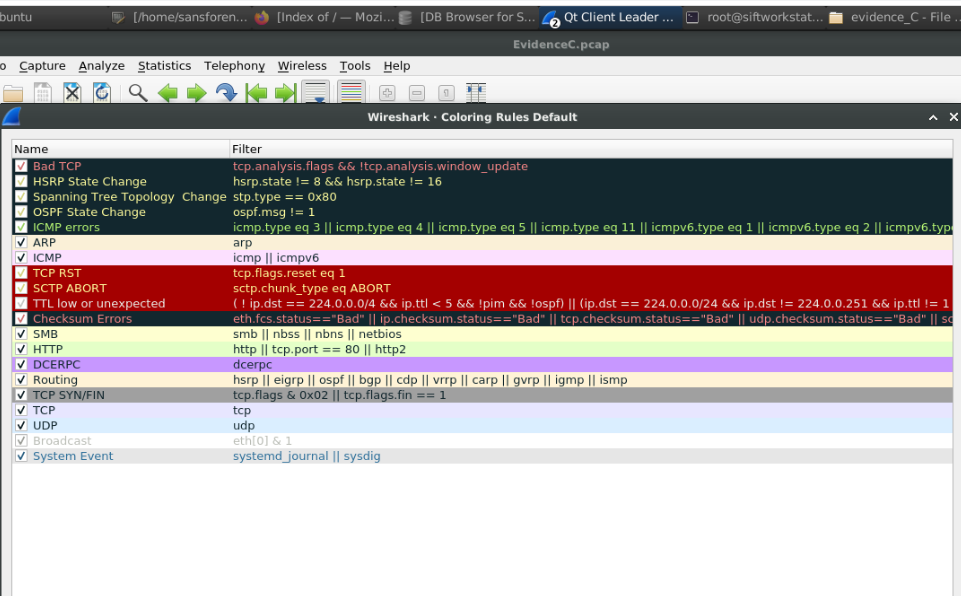 buntu [/home/sansforen... [Index of / — Mozi... [DB Browser for S... Qt Client Leader ... root@siftworkstat... evidence_C - File ...
EvidenceC.pcap
o Capture Analyze Statistics Telephony Wireless Tools Help
Wireshark · Coloring Rules Default
Name Filter
Bad TCP tcp.analysis.flags && !tcp.analysis.window_update
HSRP State Change hsrp.state != 8 && hsrp.state != 16
Spanning Tree Topology Change stp.type == 0x80
OSPF State Change ospf.msg != 1
ICMP errors icmp.type eq 3 || icmp.type eq 4 || icmp.type eq 5 || icmp.type eq 11 || icmpv6.type eq 1 || icmpv6.type eq 2 || icmpv6.typ
ARP arp
ICMP icmp || icmpv6
TCP RST tcp.flags.reset eq 1
SCTP ABORT sctp.chunk_type eq ABORT
TTL low or unexpected ( ! ip.dst == 224.0.0.0/4 && ip.ttl < 5 && !pim && !ospf) || (ip.dst == 224.0.0.0/24 && ip.dst != 224.0.0.251 && ip.ttl != 1
Checksum Errors eth.fcs.status=="Bad" || ip.checksum.status=="Bad" || tcp.checksum.status=="Bad" || udp.checksum.status=="Bad" || sc
SMB smb || nbss || nbns || netbios
HTTP http || tcp.port == 80 || http2
DCERPC dcerpc
Routing hsrp || eigrp || ospf || bgp || cdp || vrrp || carp || gvrp || igmp || ismp
TCP SYN/FIN tcp.flags & 0x02 || tcp.flags.fin == 1
TCP tcp
UDP udp
Broadcast eth[0] & 1
System Event systemd_journal || sysdig